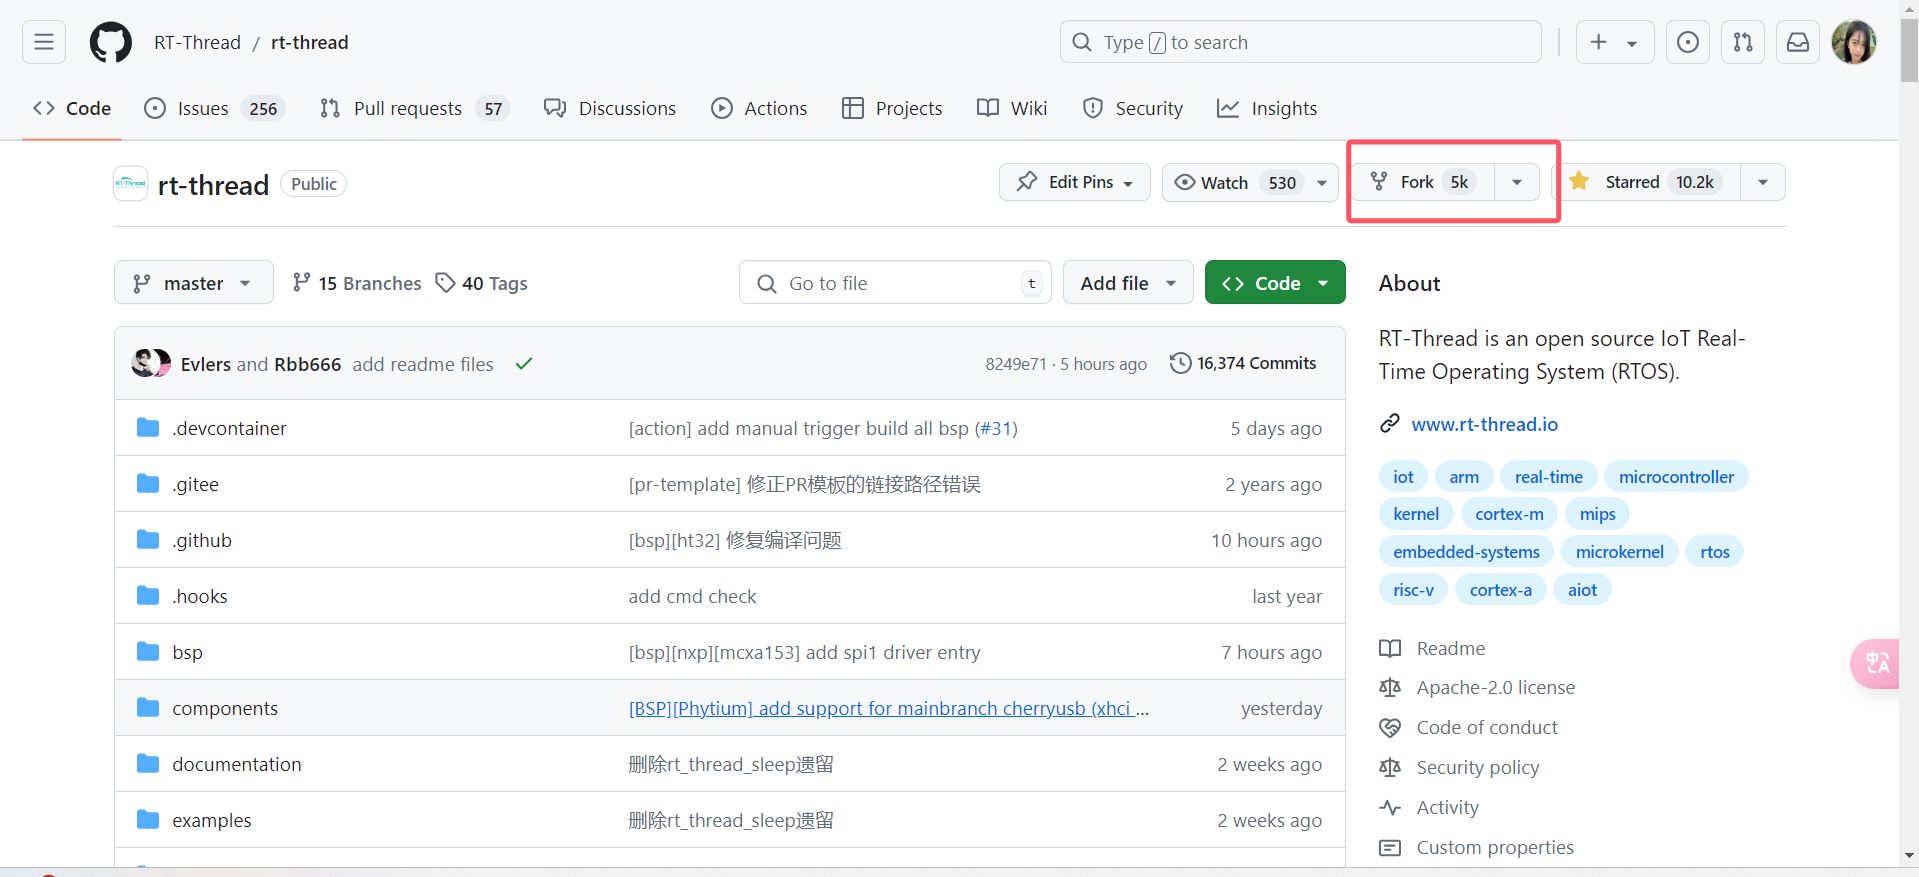 RT-Thread / rt-thread
Type / to search
Code
Issues 256
Pull requests 57
Discussions
Actions
Projects
Wiki
Security
Insights
RT-Thread
rt-thread Public
Edit Pins
Watch 530
Fork 5k
Starred 10.2k
master
15 Branches
40 Tags
Go to file t
Add file
Code
Evlers and Rbb666 add readme files
8249e71 · 5 hours ago
16,374 Commits
.devcontainer [action] add manual trigger build all bsp (#31) 5 days ago
.gitee [pr-template] 修正PR模板的链接路径错误 2 years ago
.github [bsp][ht32] 修复编译问题 10 hours ago
.hooks add cmd check last year
bsp [bsp][nxp][mcxa153] add spi1 driver entry 7 hours ago
components [BSP][Phytium] add support for mainbranch cherryusb (xhci ... yesterday
documentation 删除rt_thread_sleep遗留 2 weeks ago
examples 删除rt_thread_sleep遗留 2 weeks ago
About
RT-Thread is an open source IoT Real-
Time Operating System (RTOS).
www.rt-thread.io
iot arm real-time microcontroller
kernel cortex-m mips
embedded-systems microkernel rtos
risc-v cortex-a aiot
Readme
Apache-2.0 license
Code of conduct
Security policy
Activity
Custom properties
中A